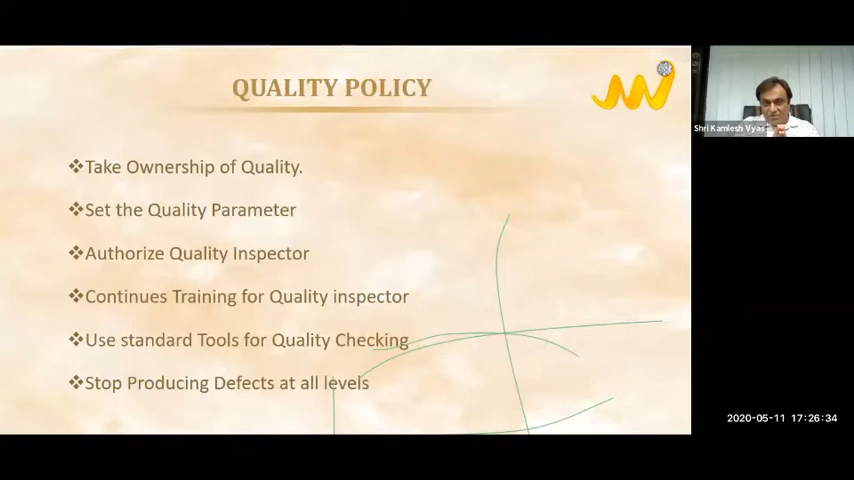 QUALITY POLICY
Shri Kamlesh Vyas
❖Take Ownership of Quality.
❖Set the Quality Parameter
❖Authorize Quality Inspector
❖Continues Training for Quality inspector
❖Use standard Tools for Quality Checking
❖Stop Producing Defects at all levels
2020-05-11 17:26:34